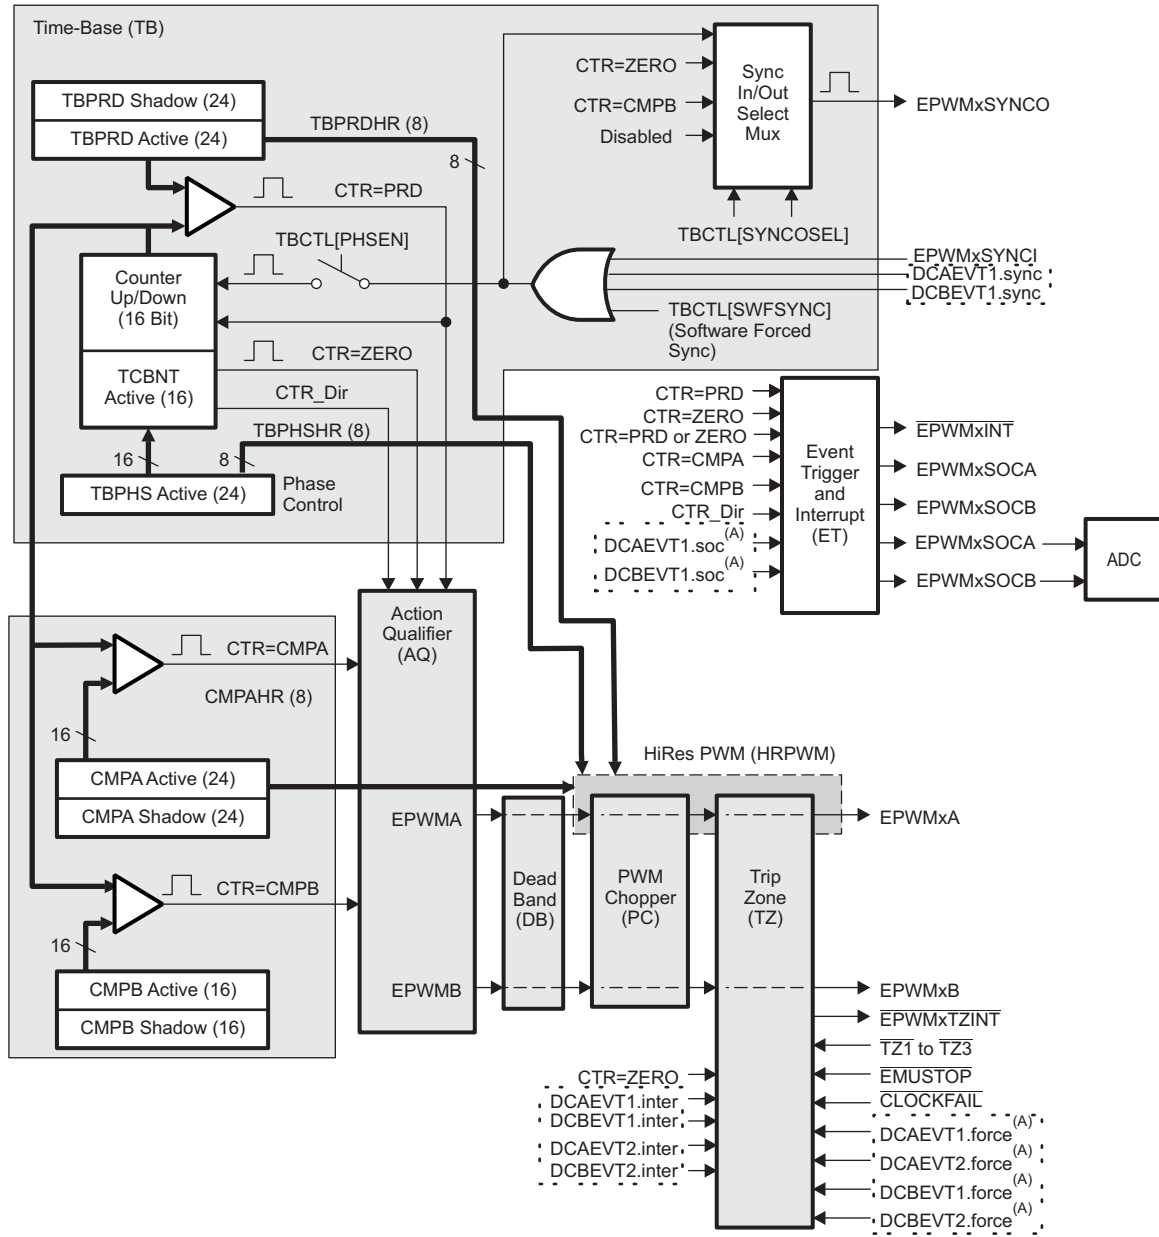 Time-Base (TB)
TBPRD Shadow (24)
TBPRD Active (24)
TBPRDHR (8)
8
CTR=PRD
TBCTL[PHSEN]
Counter
Up/Down
(16 Bit)
TCBNT
Active (16)
CTR=ZERO
CTR_Dir
TBPHSHR (8)
16
8
TBPHS Active (24)
Phase
Control
CTR=ZERO
CTR=CMPB
Disabled
Sync
In/Out
Select
Mux
EPWMxSYNCO
TBCTL[SYNCOSEL]
EPWMxSYNCI
DCAEVT1.sync
DCBEVT1.sync
TBCTL[SWFSYNC]
(Software Forced
Sync)
CTR=PRD
CTR=ZERO
CTR=PRD or ZERO
CTR=CMPA
CTR=CMPB
CTR_Dir
DCAEVT1.soc(A)
DCBEVT1.soc(A)
Event
Trigger
and
Interrupt
(ET)
EPWMxINT
EPWMxSOCA
EPWMxSOCB
EPWMxSOCA
EPWMxSOCB
ADC
Action
Qualifier
(AQ)
CTR=CMPA
CMPAHR (8)
16
CMPA Active (24)
CMPA Shadow (24)
CTR=CMPB
16
CMPB Active (16)
CMPB Shadow (16)
EPWMA
EPWMB
HiRes PWM (HRPWM)
Dead
Band
(DB)
PWM
Chopper
(PC)
Trip
Zone
(TZ)
EPWMxA
EPWMxB
EPWMxTZINT
TZ1 to TZ3
EMUSTOP
CLOCKFAIL
DCAEVT1.force(A)
DCAEVT2.force(A)
DCBEVT1.force(A)
DCBEVT2.force(A)
CTR=ZERO
DCAEVT1.inter
DCBEVT1.inter
DCAEVT2.inter
DCBEVT2.inter